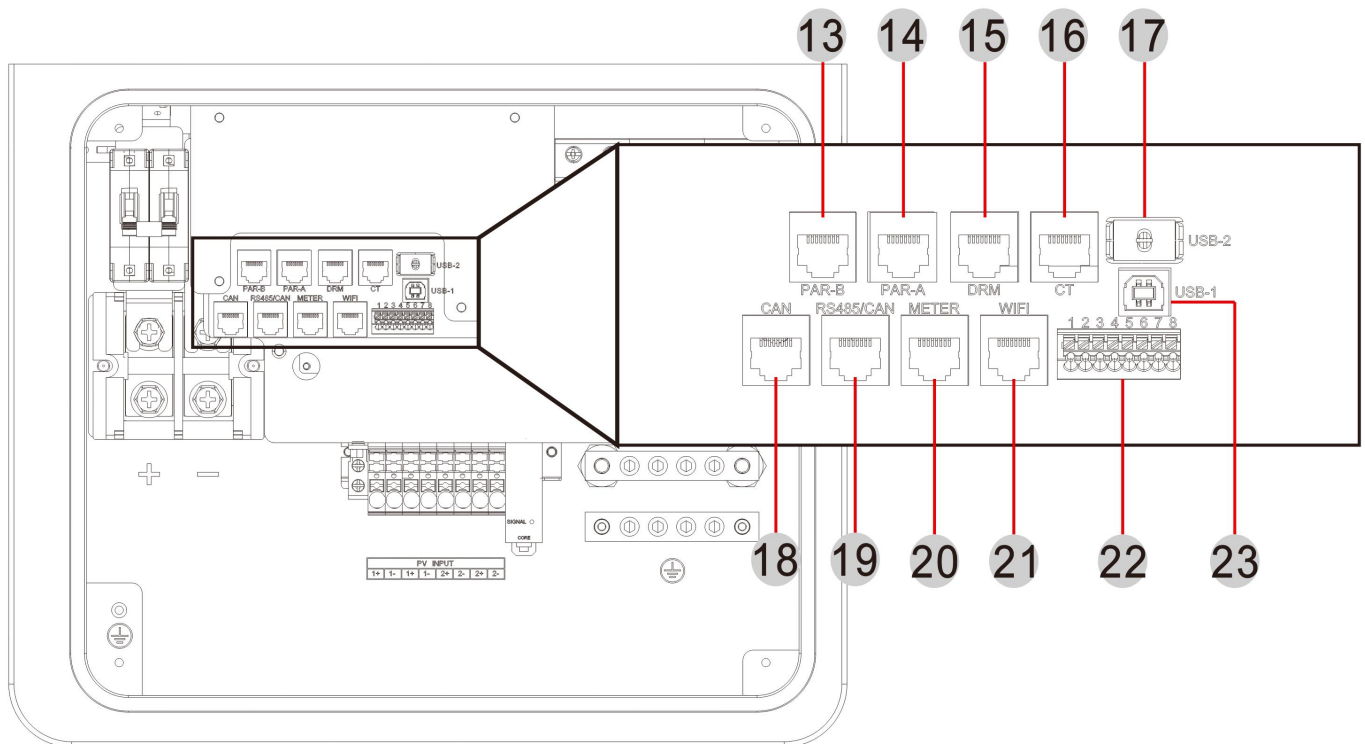 13 14 15 16 17
USB-2
PAR-B PAR-A DRM CT
USB-1
CAN RS485/CAN METER WIFI
1 2 3 4 5 6 7 8
18 19 20 21 22 23
USB-2
PAR-B PAR-A DRM CT
USB-1
CAN RS485/CAN METER WIFI
1 2 3 4 5 6 7 8
+ −
SIGNAL
CORE
PV INPUT
1+ 1- 1+ 1- 2+ 2- 2+ 2-